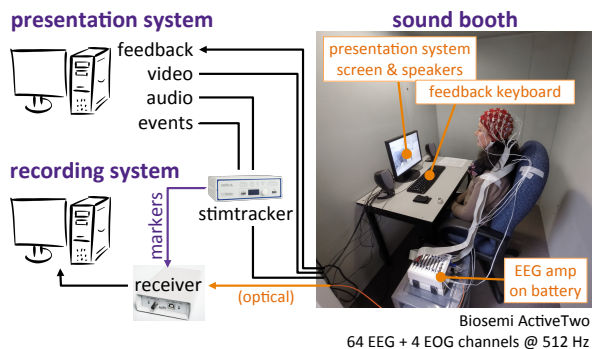 presentation system
feedback
video
audio
events
recording system
markers
stimtracker
receiver
(optical)
sound booth
presentation system
screen & speakers
feedback keyboard
EEG amp
on battery
Biosemi ActiveTwo
64 EEG + 4 EOG channels @ 512 Hz